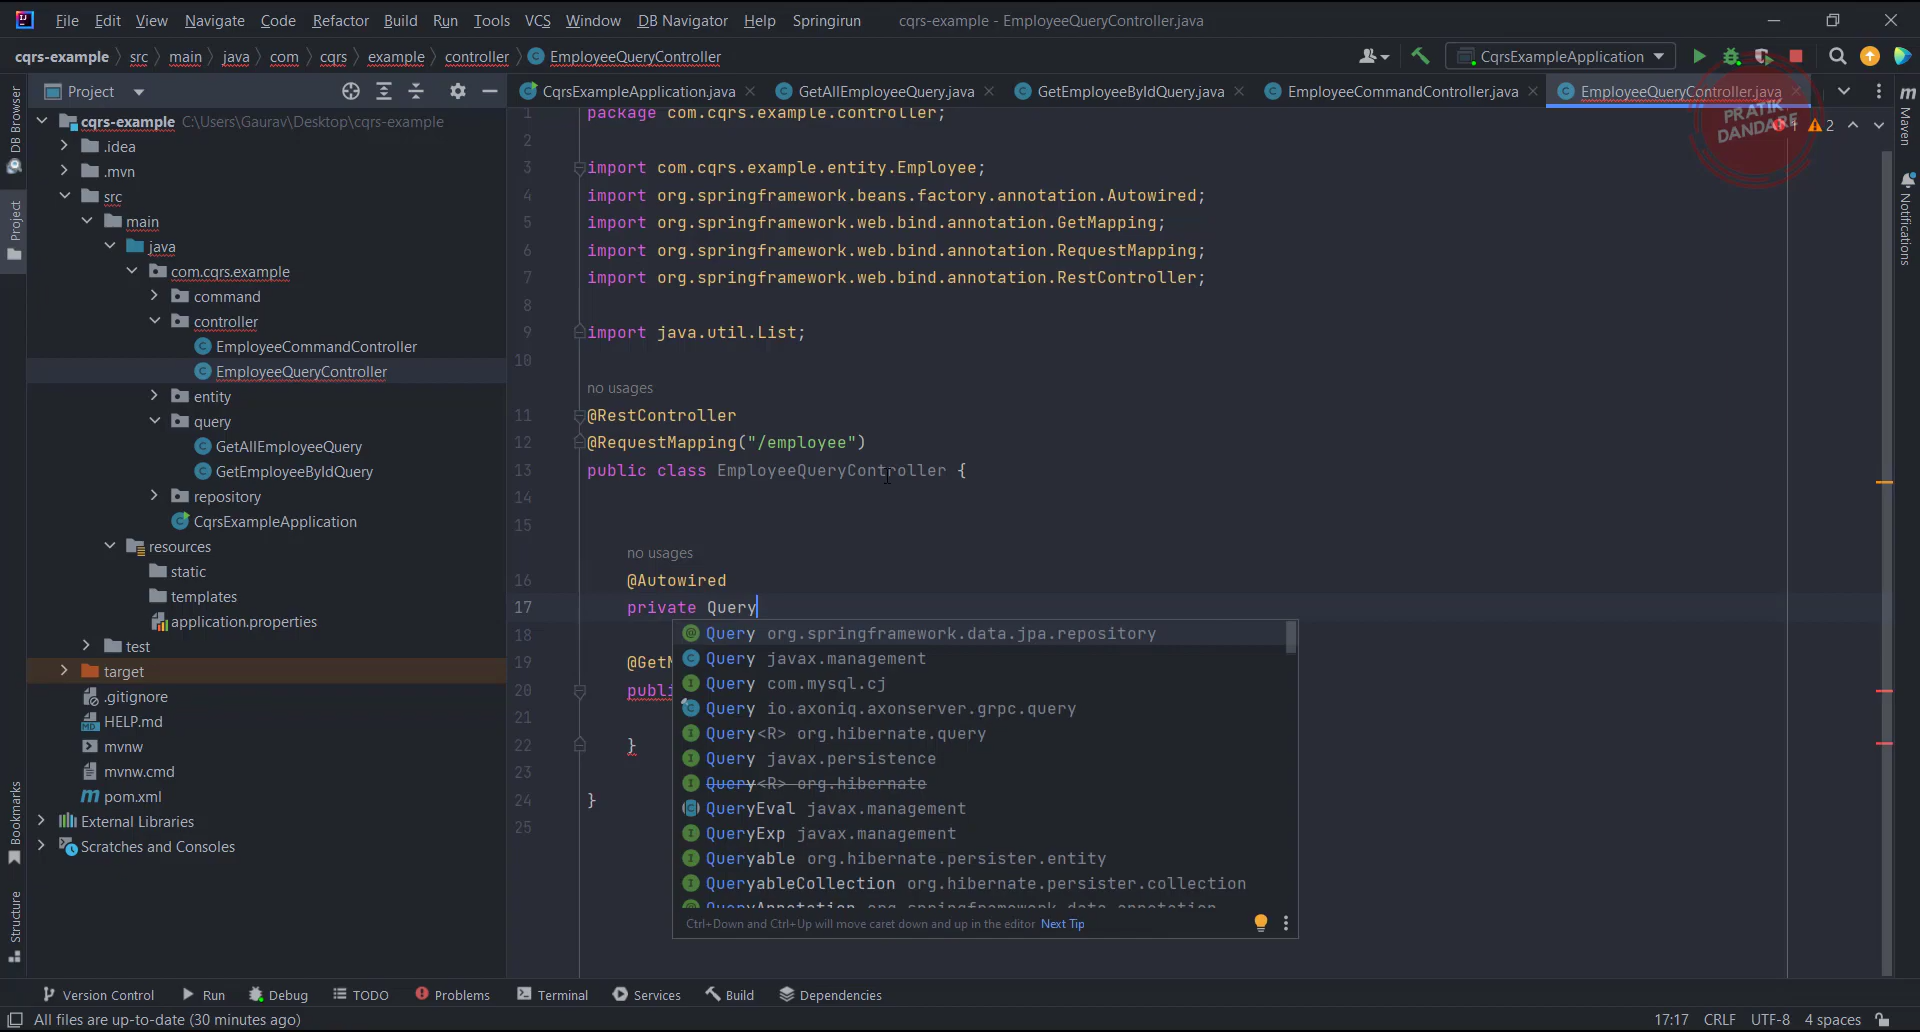 File Edit View Navigate Code Refactor Build Run Tools VCS Window DB Navigator Help Springirun cqrs-example - EmployeeQueryController.java
cqrs-example src main java com cqrs example controller EmployeeQueryController CqrsExampleApplication
Project
CqrsExampleApplication.java GetAllEmployeeQuery.java GetEmployeeByIdQuery.java EmployeeCommandController.java EmployeeQueryController.java
DB Browser
Project
Bookmarks
Structure
cqrs-example C:\Users\Gaurav\Desktop\cqrs-example
.idea
.mvn
src
main
java
com.cqrs.example
command
controller
EmployeeCommandController
EmployeeQueryController
entity
query
GetAllEmployeeQuery
GetEmployeeByIdQuery
repository
CqrsExampleApplication
resources
static
templates
application.properties
test
target
.gitignore
HELP.md
mvnw
mvnw.cmd
pom.xml
External Libraries
Scratches and Consoles
1 package com.cqrs.example.controller;
2
3 import com.cqrs.example.entity.Employee;
4 import org.springframework.beans.factory.annotation.Autowired;
5 import org.springframework.web.bind.annotation.GetMapping;
6 import org.springframework.web.bind.annotation.RequestMapping;
7 import org.springframework.web.bind.annotation.RestController;
8
9 import java.util.List;
10
no usages
11 @RestController
12 @RequestMapping("/employee")
13 public class EmployeeQueryController {
14
15
no usages
16 @Autowired
17 private Query
18
19 @GetM
20 publi
21
22 }
23
24 }
25
Query org.springframework.data.jpa.repository
Query javax.management
Query com.mysql.cj
Query io.axoniq.axonserver.grpc.query
Query<R> org.hibernate.query
Query javax.persistence
Query<R> org.hibernate
QueryEval javax.management
QueryExp javax.management
Queryable org.hibernate.persister.entity
QueryableCollection org.hibernate.persister.collection
QueryAnnotation org.springframework.data.annotation
Ctrl+Down and Ctrl+Up will move caret down and up in the editor Next Tip
PRATIK
DANDARE
1 2
m
Maven
Notifications
Version Control Run Debug TODO Problems Terminal Services Build Dependencies
All files are up-to-date (30 minutes ago) 17:17 CRLF UTF-8 4 spaces